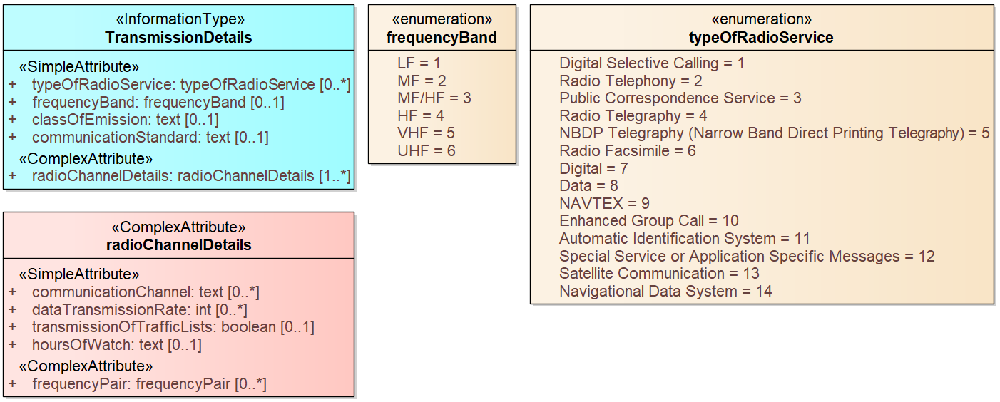 «InformationType»
TransmissionDetails
«SimpleAttribute»
+ typeOfRadioService: typeOfRadioService [0..*]
+ frequencyBand: frequencyBand [0..1]
+ classOfEmission: text [0..1]
+ communicationStandard: text [0..1]
«ComplexAttribute»
+ radioChannelDetails: radioChannelDetails [1..*]
«ComplexAttribute»
radioChannelDetails
«SimpleAttribute»
+ communicationChannel: text [0..*]
+ dataTransmissionRate: int [0..*]
+ transmissionOfTrafficLists: boolean [0..1]
+ hoursOfWatch: text [0..1]
«ComplexAttribute»
+ frequencyPair: frequencyPair [0..*]
«enumeration»
frequencyBand
LF = 1
MF = 2
MF/HF = 3
HF = 4
VHF = 5
UHF = 6
«enumeration»
typeOfRadioService
Digital Selective Calling = 1
Radio Telephony = 2
Public Correspondence Service = 3
Radio Telegraphy = 4
NBDP Telegraphy (Narrow Band Direct Printing Telegraphy) = 5
Radio Facsimile = 6
Digital = 7
Data = 8
NAVTEX = 9
Enhanced Group Call = 10
Automatic Identification System = 11
Special Service or Application Specific Messages = 12
Satellite Communication = 13
Navigational Data System = 14